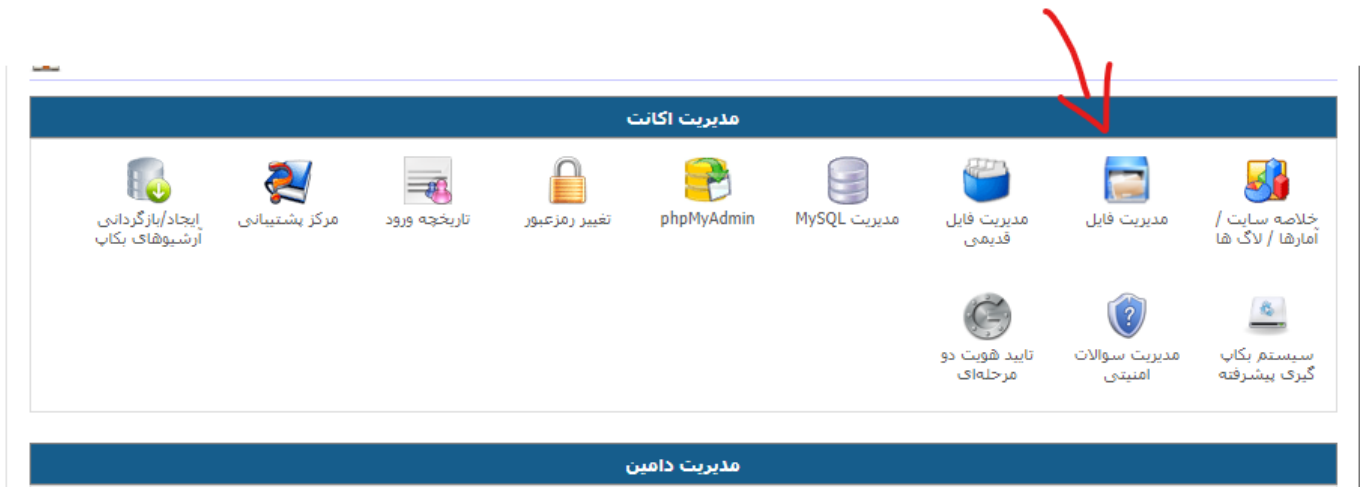 مدیریت اکانت
خلاصه سایت /
آمارها / لاگ ها
مدیریت فایل
مدیریت فایل
قدیمی
مدیریت MySQL
phpMyAdmin
تغییر رمزعبور
تاریخچه ورود
مرکز پشتیبانی
ایجاد/بازگردانی
آرشیوهای بکاپ
سیستم بکاپ
گیری پیشرفته
مدیریت سوالات
امنیتی
تایید هویت دو
مرحله‌ای
مدیریت دامین